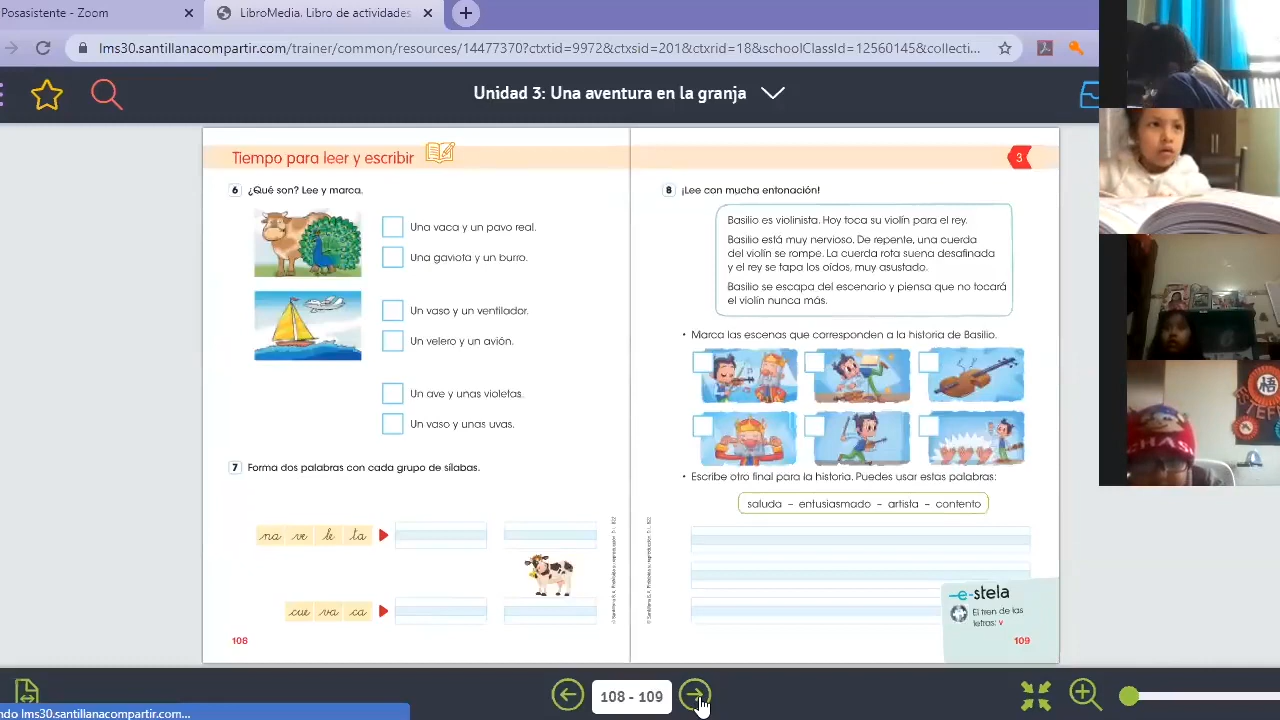 Posasistente - Zoom
LibroMedia. Libro de actividades
lms30.santillanacompartir.com/trainer/common/resources/14477370?ctxtid=9972&ctxsid=201&ctxrid=18&schoolClassId=12560145&collecti...
Unidad 3: Una aventura en la granja
Tiempo para leer y escribir
6 ¿Qué son? Lee y marca.
Una vaca y un pavo real.
Una gaviota y un burro.
Un vaso y un ventilador.
Un velero y un avión.
Un ave y unas violetas.
Un vaso y unas uvas.
7 Forma dos palabras con cada grupo de sílabas.
na ve le ta
cue va ca
108
3
8 ¡Lee con mucha entonación!
Basilio es violinista. Hoy toca su violín para el rey.
Basilio está muy nervioso. De repente, una cuerda
del violín se rompe. La cuerda rota suena desafinada
y el rey se tapa los oídos, muy asustado.
Basilio se escapa del escenario y piensa que no tocará
el violín nunca más.
• Marca las escenas que corresponden a la historia de Basilio.
• Escribe otro final para la historia. Puedes usar estas palabras:
saluda – entusiasmado – artista – contento
e-stela
El tren de las
letras: v
109
108 - 109
ndo lms30.santillanacompartir.com...